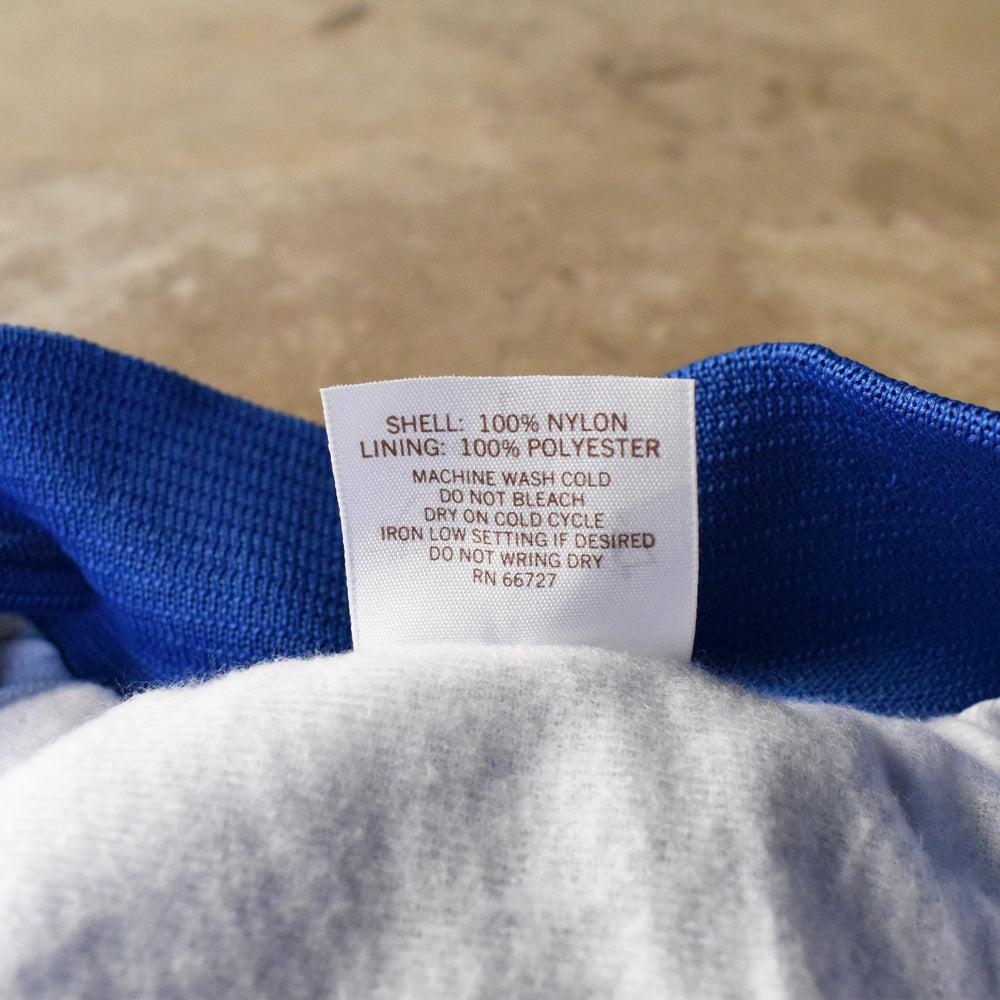 SHELL: 100% NYLON
LINING: 100% POLYESTER
MACHINE WASH COLD
DO NOT BLEACH
DRY ON COLD CYCLE
IRON LOW SETTING IF DESIRED
DO NOT WRING DRY
RN 66727